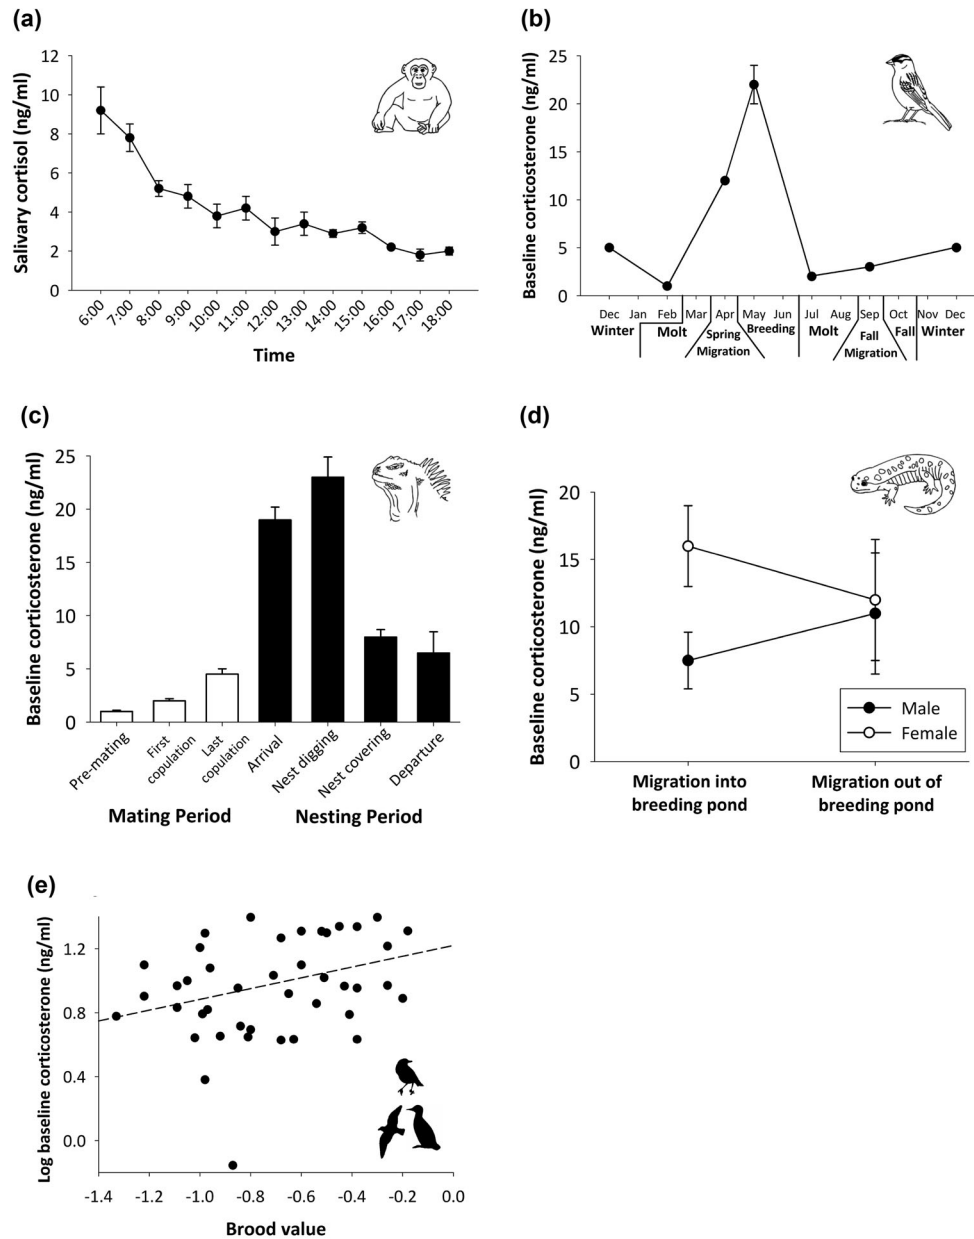 (a)
Salivary cortisol (ng/ml)
12
10
8
6
4
2
0
6:00
7:00
8:00
9:00
10:00
11:00
12:00
13:00
14:00
15:00
16:00
17:00
18:00
Time
(b)
Baseline corticosterone (ng/ml)
25
20
15
10
5
0
Dec Jan Feb Mar Apr May Jun Jul Aug Sep Oct Nov Dec
Winter Molt Spring Breeding Molt Fall Fall Winter
Migration Migration
(c)
Baseline corticosterone (ng/ml)
25
20
15
10
5
0
Pre-mating
First
copulation
Last
copulation
Arrival
Nest digging
Nest covering
Departure
Mating Period Nesting Period
(d)
Baseline corticosterone (ng/ml)
20
15
10
5
0
Male
Female
Migration into
breeding pond
Migration out of
breeding pond
(e)
Log baseline corticosterone (ng/ml)
1.2
0.8
0.4
0.0
-1.4 -1.2 -1.0 -0.8 -0.6 -0.4 -0.2 0.0
Brood value